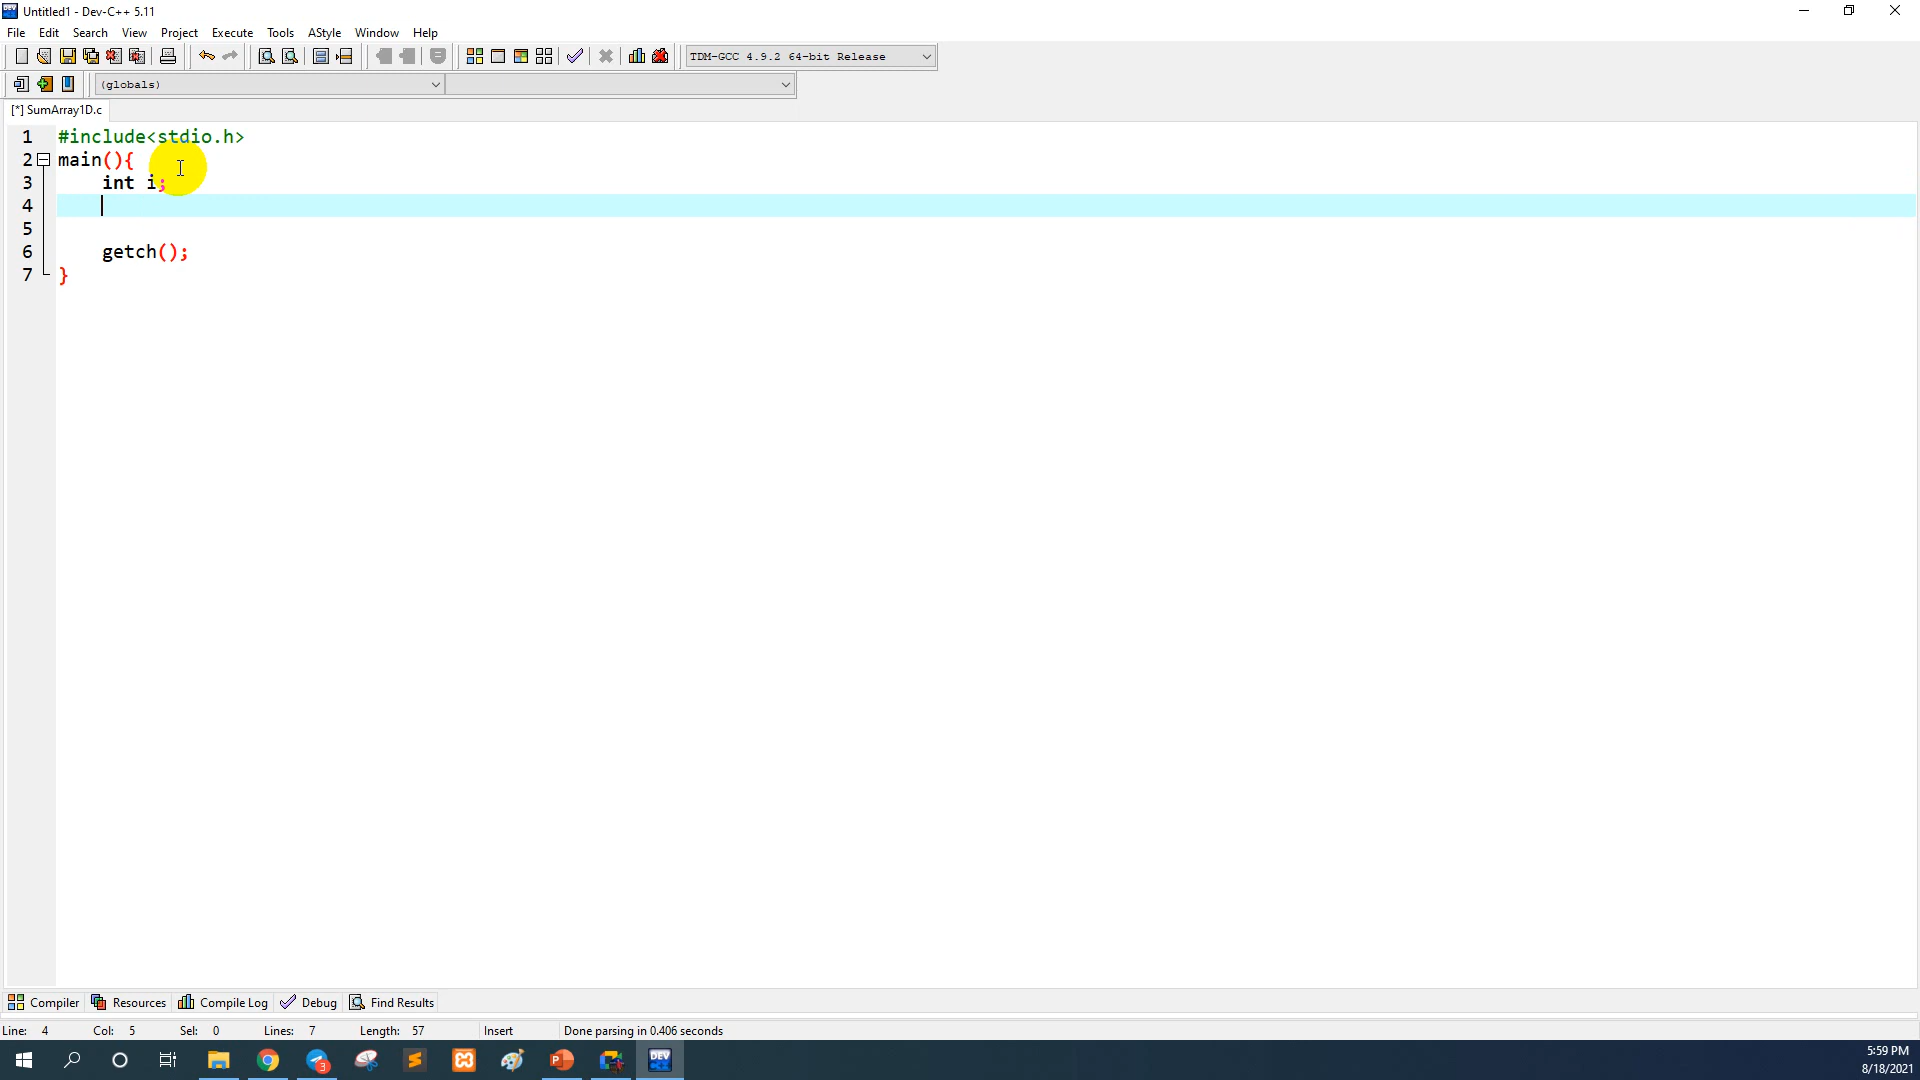 Untitled1 - Dev-C++ 5.11
File Edit Search View Project Execute Tools AStyle Window Help
TDM-GCC 4.9.2 64-bit Release
(globals)
[*] SumArray1D.c
1 #include<stdio.h>
2 main(){
3 int i;
4
5
6 getch();
7 }
Compiler Resources Compile Log Debug Find Results
Line: 4 Col: 5 Sel: 0 Lines: 7 Length: 57 Insert Done parsing in 0.406 seconds
3
DEV
5:59 PM
8/18/2021